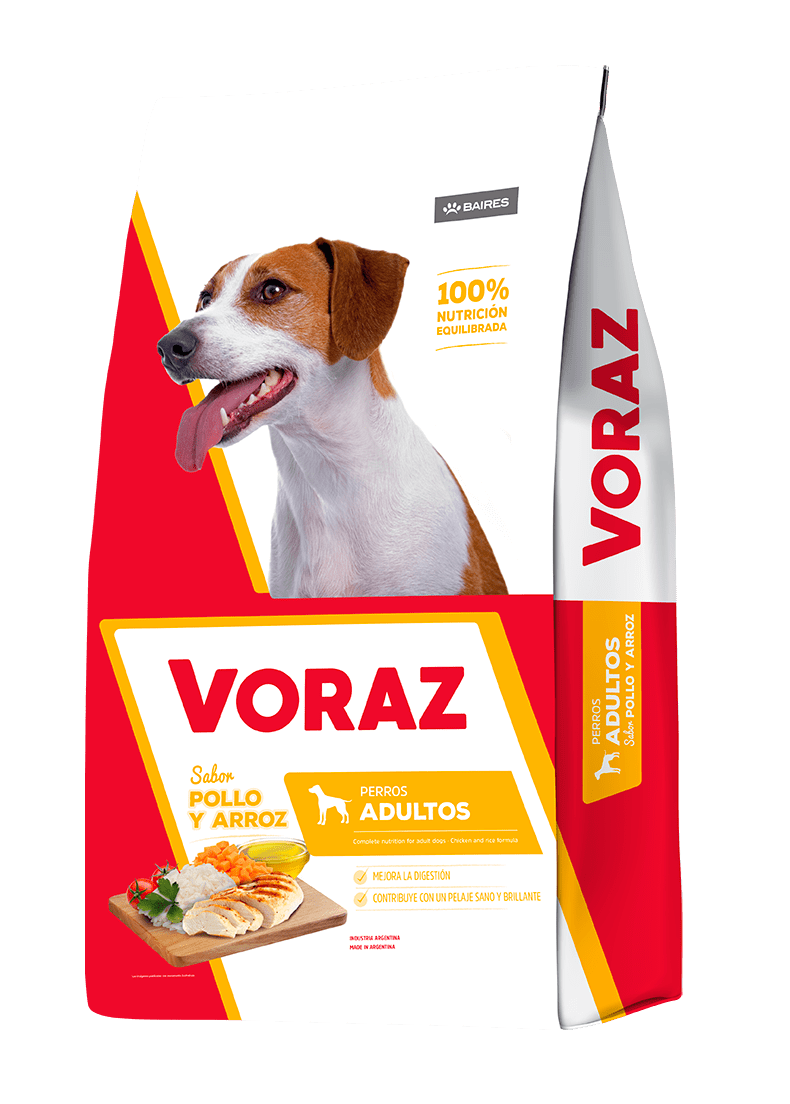 BAIRES
100%
NUTRICIÓN
EQUILIBRADA
VORAZ
Sabor
POLLO
Y ARROZ
PERROS
ADULTOS
Complete nutrition for adult dogs - Chicken and rice formula
MEJORA LA DIGESTIÓN
CONTRIBUYE CON UN PELAJE SANO Y BRILLANTE
INDUSTRIA ARGENTINA
MADE IN ARGENTINA
VORAZ
PERROS
ADULTOS
Sabor POLLO Y ARROZ